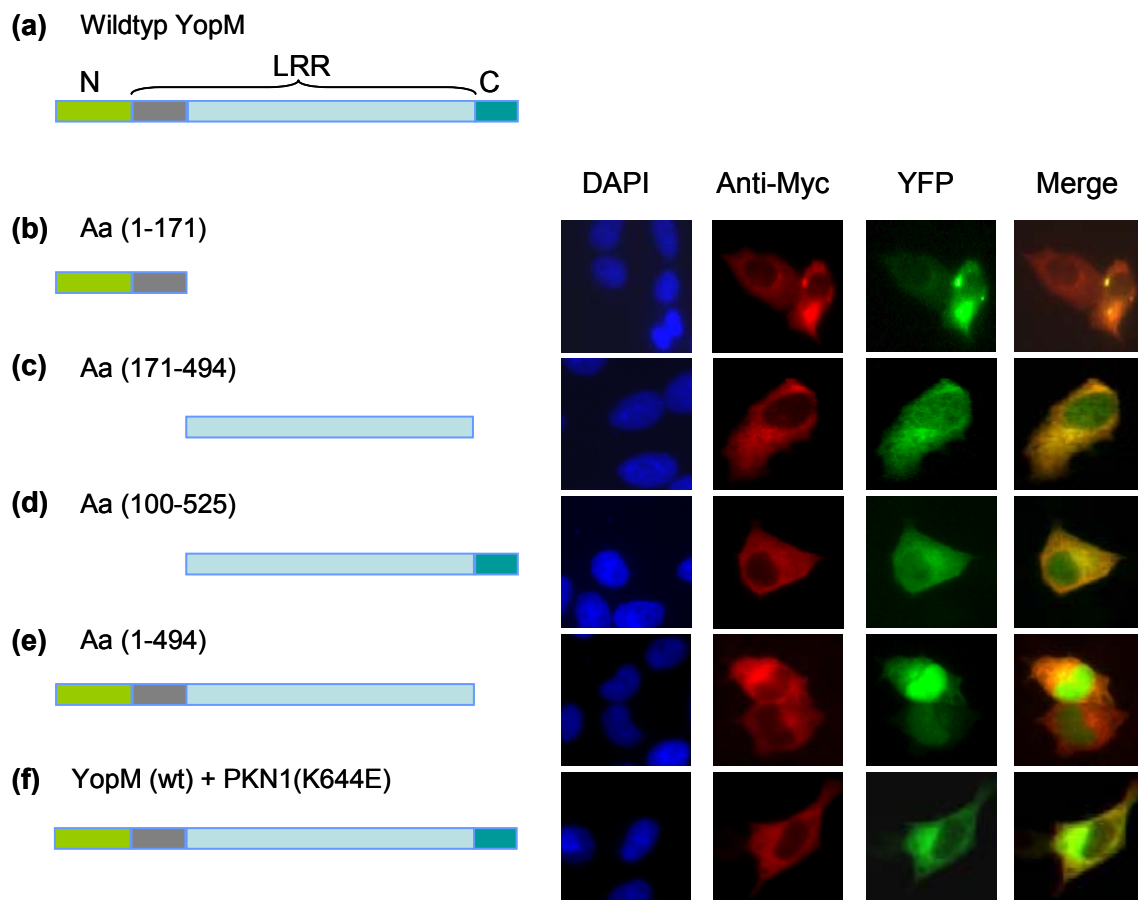 (a) Wildtyp YopM
N LRR C
DAPI Anti-Myc YFP Merge
(b) Aa (1-171)
(c) Aa (171-494)
(d) Aa (100-525)
(e) Aa (1-494)
(f) YopM (wt) + PKN1(K644E)